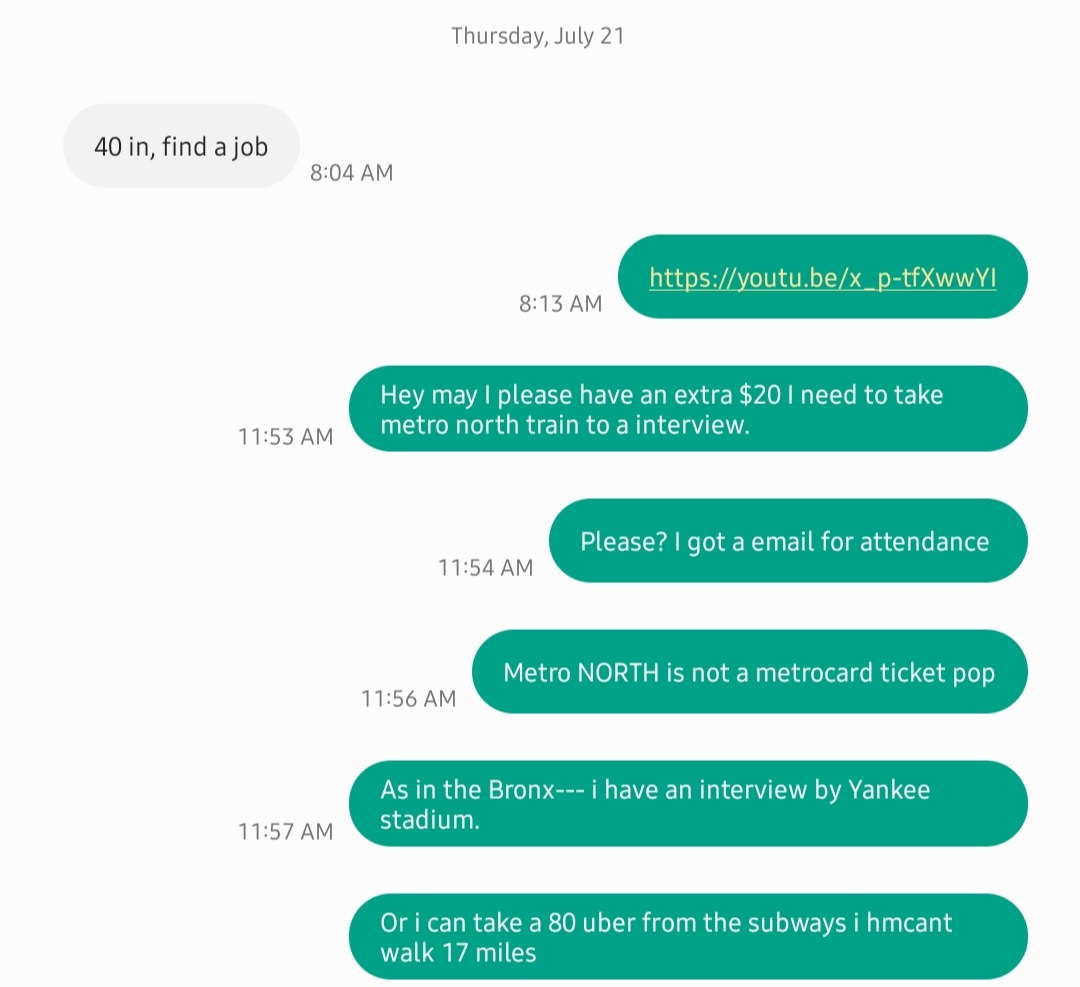 Thursday, July 21
40 in, find a job
8:04 AM
https://youtu.be/x_p-tfXwwYI
8:13 AM
Hey may I please have an extra $20 I need to take
metro north train to a interview.
11:53 AM
Please? I got a email for attendance
11:54 AM
Metro NORTH is not a metrocard ticket pop
11:56 AM
As in the Bronx--- i have an interview by Yankee
stadium.
11:57 AM
Or i can take a 80 uber from the subways i hmcant
walk 17 miles